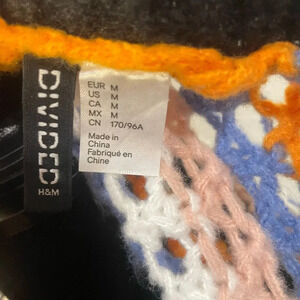 DIVIDED
H&M
EUR M
US M
CA M
MX M
CN 170/96A
Made in
China
Fabriqué en
Chine